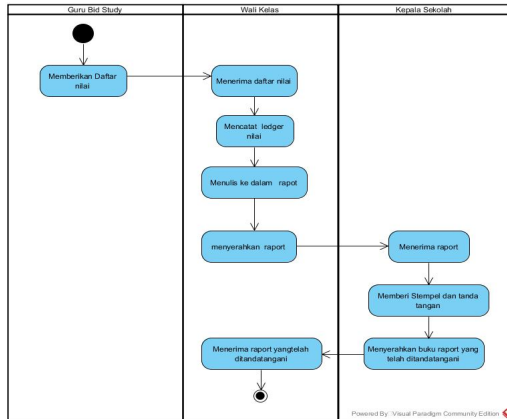 Guru Bid Study
Wali Kelas
Kepala Sekolah
Memberikan Daftar
nilai
Menerima daftar nilai
Mencatat ledger
nilai
Menulis ke dalam rapot
menyerahkan raport
Menerima raport
Memberi Stempel dan tanda
tangan
Menyerahkan buku raport yang
telah ditandatangani
Menerima raport yangtelah
ditandatangani
Powered By Visual Paradigm Community Edition